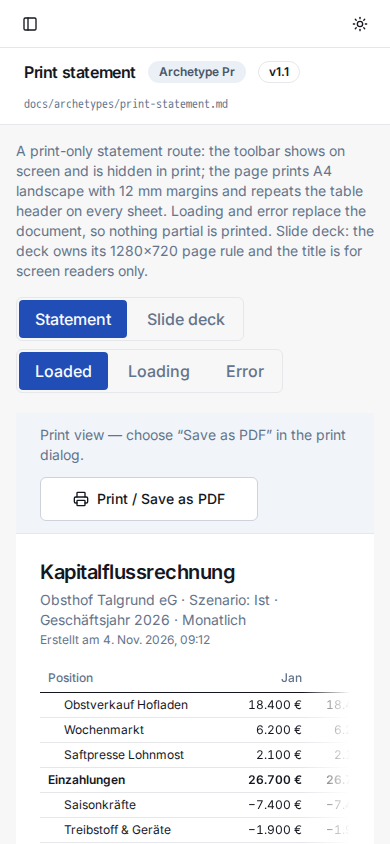 Print statement
Archetype Pr
v1.1
docs/archetypes/print-statement.md
A print-only statement route: the toolbar shows on
screen and is hidden in print; the page prints A4
landscape with 12 mm margins and repeats the table
header on every sheet. Loading and error replace the
document, so nothing partial is printed. Slide deck: the
deck owns its 1280×720 page rule and the title is for
screen readers only.
Statement Slide deck
Loaded Loading Error
Print view — choose “Save as PDF” in the print
dialog.
Print / Save as PDF
Kapitalflussrechnung
Obsthof Talgrund eG · Szenario: Ist ·
Geschäftsjahr 2026 · Monatlich
Erstellt am 4. Nov. 2026, 09:12
Position Jan
Obstverkauf Hofladen 18.400 €
Wochenmarkt 6.200 €
Saftpresse Lohnmost 2.100 €
Einzahlungen 26.700 €
Saisonkräfte −7.400 €
Treibstoff & Geräte −1.900 €